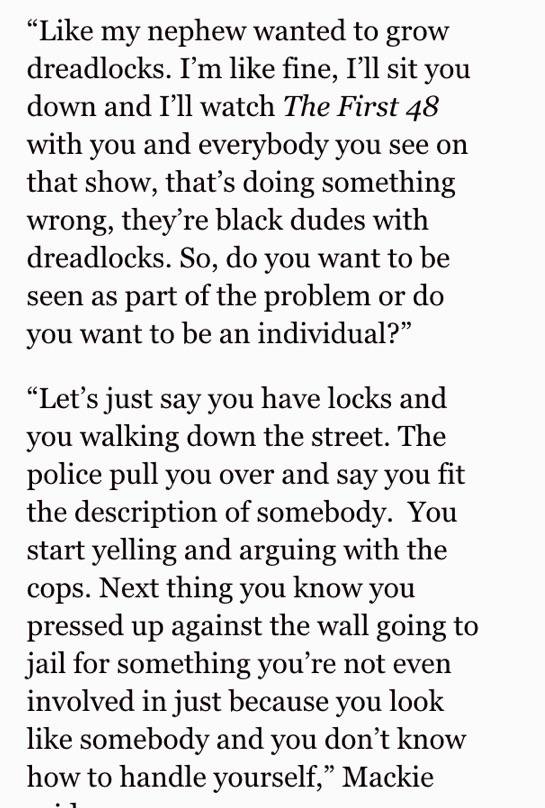 “Like my nephew wanted to grow
dreadlocks. I’m like fine, I’ll sit you
down and I’ll watch The First 48
with you and everybody you see on
that show, that’s doing something
wrong, they’re black dudes with
dreadlocks. So, do you want to be
seen as part of the problem or do
you want to be an individual?”
“Let’s just say you have locks and
you walking down the street. The
police pull you over and say you fit
the description of somebody.  You
start yelling and arguing with the
cops. Next thing you know you
pressed up against the wall going to
jail for something you’re not even
involved in just because you look
like somebody and you don’t know
how to handle yourself,” Mackie